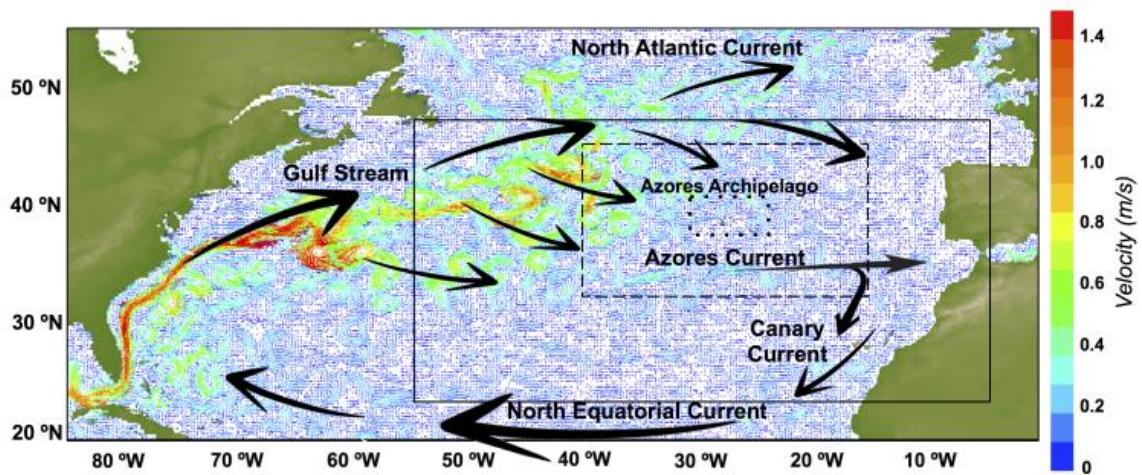 North Atlantic Current
50 ºN
Gulf Stream
Azores Archipelago
40 ºN
Azores Current
30 ºN
Canary
Current
North Equatorial Current
20 ºN
80 ºW
70 ºW
60 ºW
50 ºW
40 ºW
30 ºW
20 ºW
10 ºW
1.4
1.2
1.0
0.8
0.6
0.4
0.2
0
Velocity (m/s)